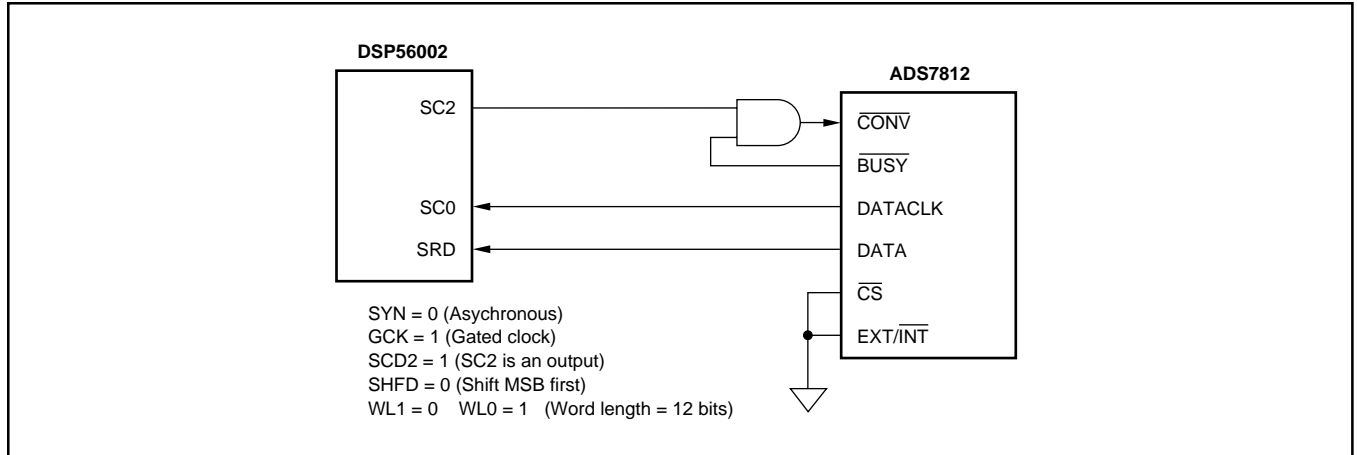 DSP56002
ADS7812
SC2
CONV
BUSY
SC0
DATACLK
SRD
DATA
CS
EXT/INT
SYN = 0 (Asychronous)
GCK = 1 (Gated clock)
SCD2 = 1 (SC2 is an output)
SHFD = 0 (Shift MSB first)
WL1 = 0 WL0 = 1 (Word length = 12 bits)